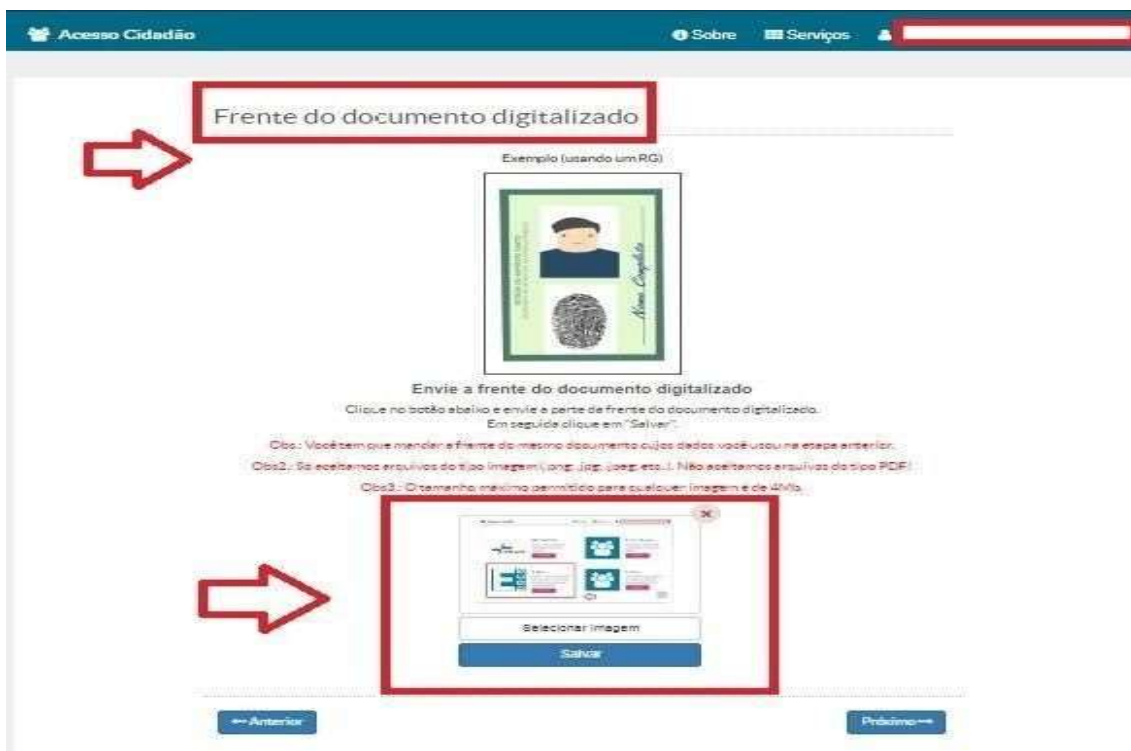 Acesso Cidadão
Sobre Serviços
Frente do documento digitalizado
Exemplo (usando um RG)
Nome Completo
Envie a frente do documento digitalizado
Clique no botão abaixo e envie a parte de frente do documento digitalizado.
Em seguida clique em "Salvar".
Obs.: Você tem que mandar a frente do mesmo documento cujos dados você usou na etapa anterior.
Obs2.: Só aceitamos arquivos do tipo imagem (.png, .jpg, .jpeg, etc.). Não aceitamos arquivos do tipo PDF!
Obs3.: O tamanho máximo permitido para qualquer imagem é de 4Mb.
Selecionar imagem
Salvar
Anterior
Próximo